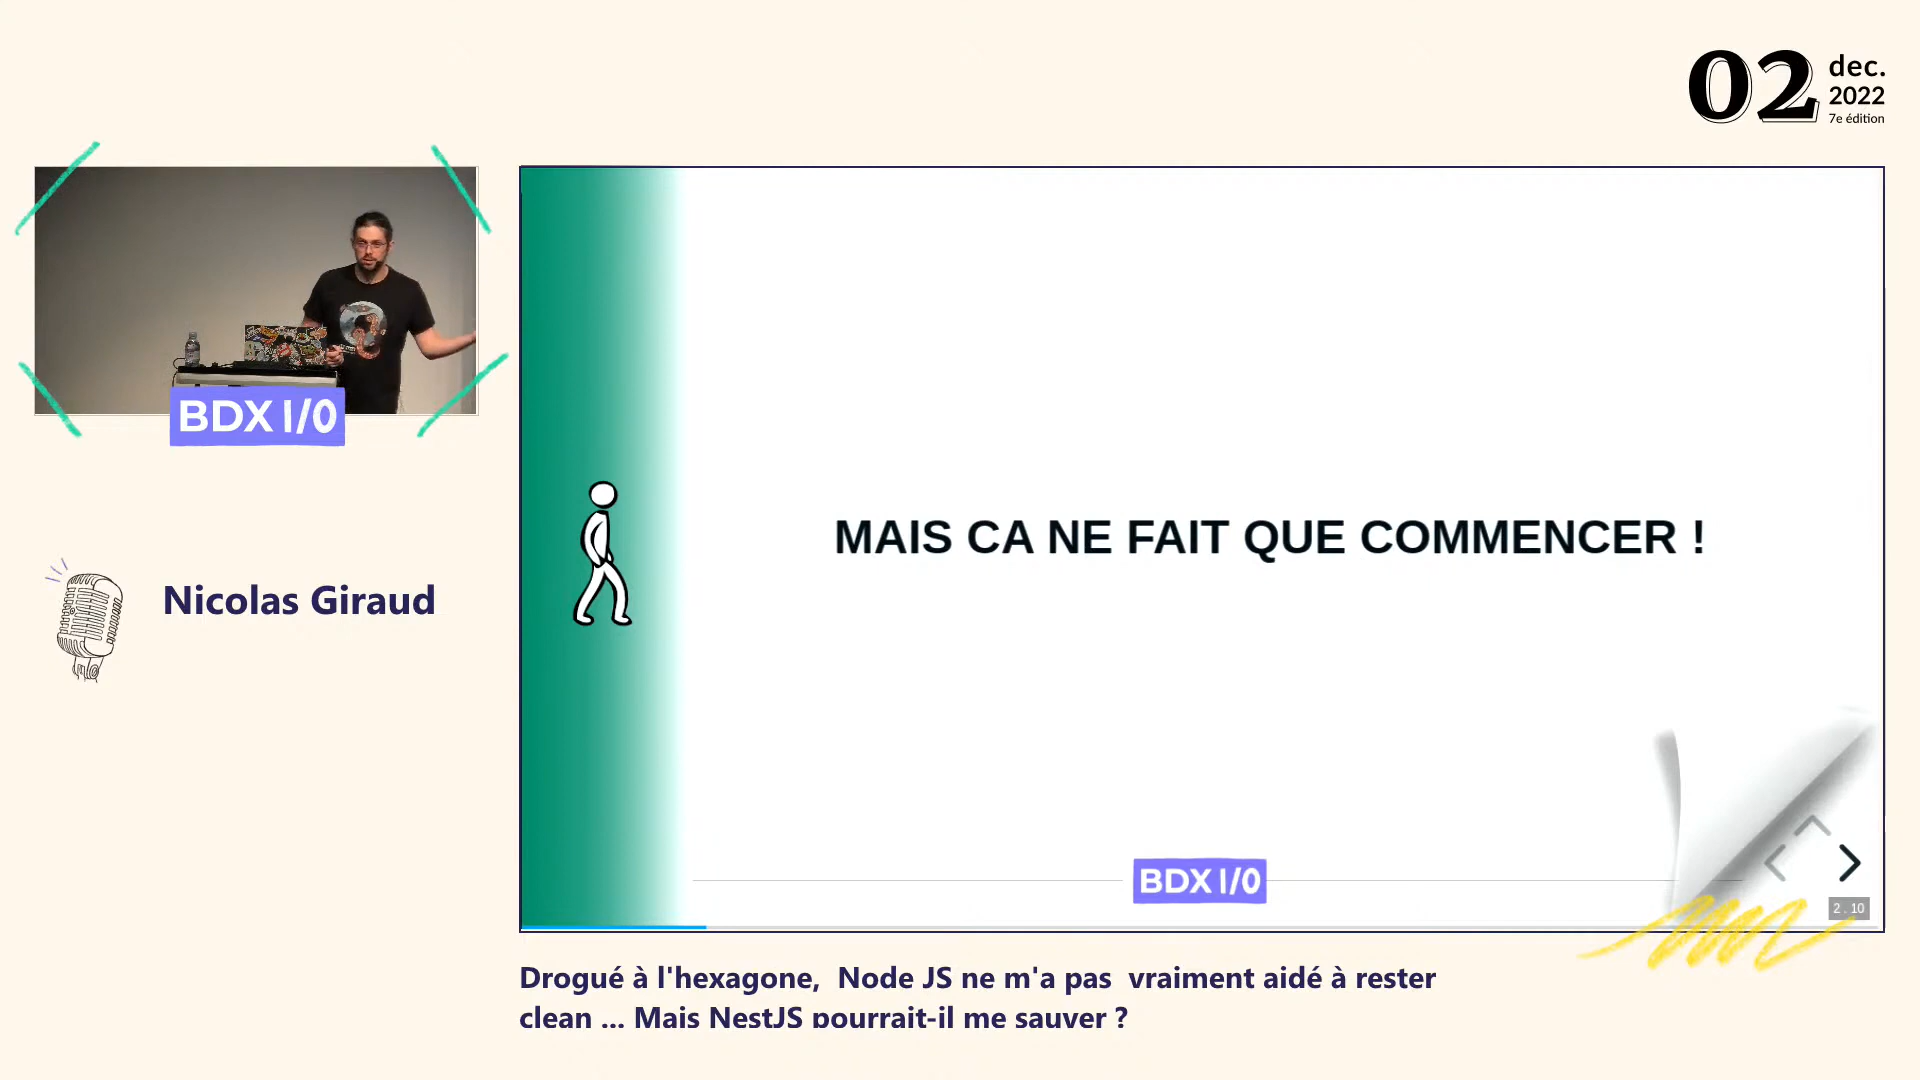 02
dec.
2022
7e édition
BDX I/O
Nicolas Giraud
MAIS CA NE FAIT QUE COMMENCER !
BDX I/O
2 . 10
Drogué à l'hexagone, Node JS ne m'a pas vraiment aidé à rester
clean ... Mais NestJS pourrait-il me sauver ?